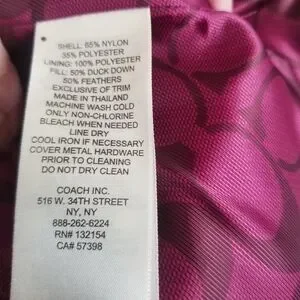 SHELL: 65% NYLON
35% POLYESTER
LINING: 100% POLYESTER
FILL: 50% DUCK DOWN
50% FEATHERS
EXCLUSIVE OF TRIM
MADE IN THAILAND
MACHINE WASH COLD
ONLY NON-CHLORINE
BLEACH WHEN NEEDED
LINE DRY
COOL IRON IF NECESSARY
COVER METAL HARDWARE
PRIOR TO CLEANING
DO NOT DRY CLEAN
COACH INC.
516 W. 34TH STREET
NY, NY
888-262-6224
RN# 132154
CA# 57398